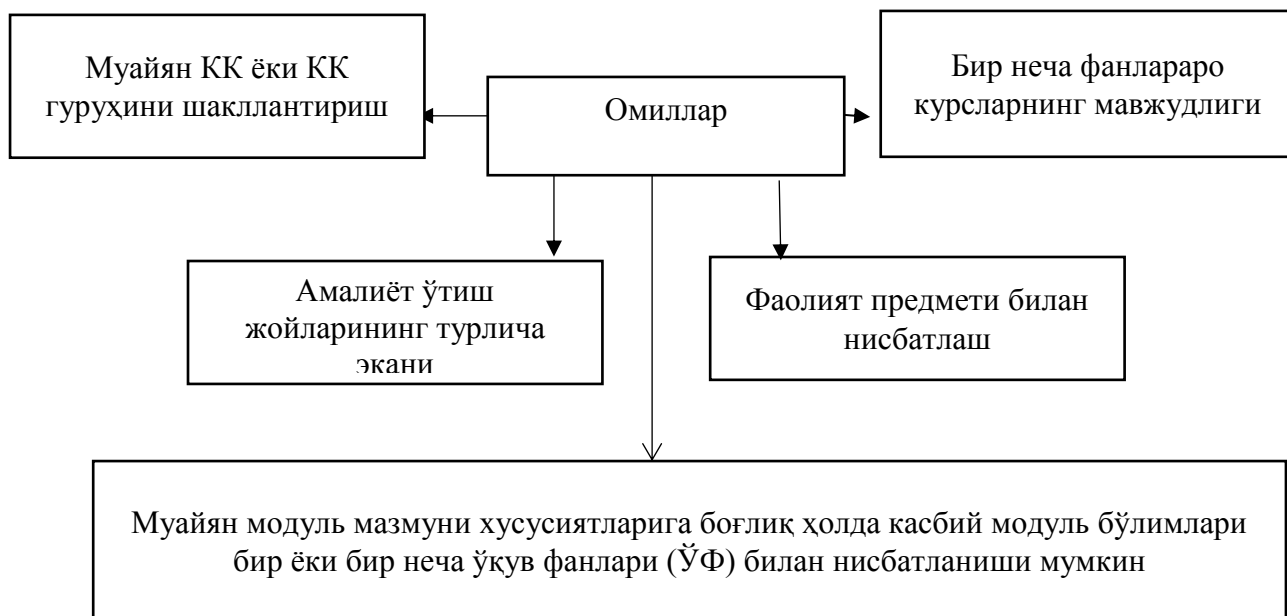 Муайян КК ёки КК
гуруҳини шакллантириш
Омиллар
Бир неча фанлараро
курсларнинг мавжудлиги
Амалиёт ўтиш
жойларининг турлича
экани
Фаолият предмети билан
нисбатлаш
Муайян модуль мазмуни хусусиятларига боғлиқ ҳолда касбий модуль бўлимлари
бир ёки бир неча ўқув фанлари (ЎФ) билан нисбатланиши мумкин